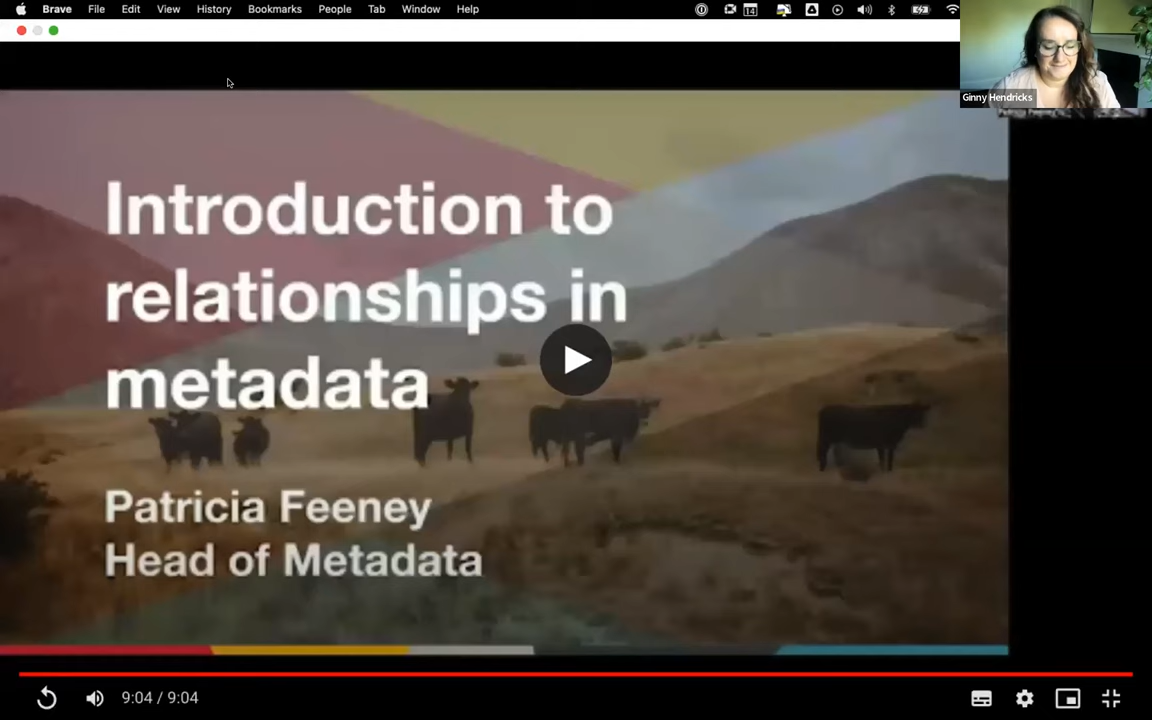 Brave File Edit View History Bookmarks People Tab Window Help
14
Ginny Hendricks
Introduction to
relationships in
metadata
Patricia Feeney
Head of Metadata
9:04 / 9:04